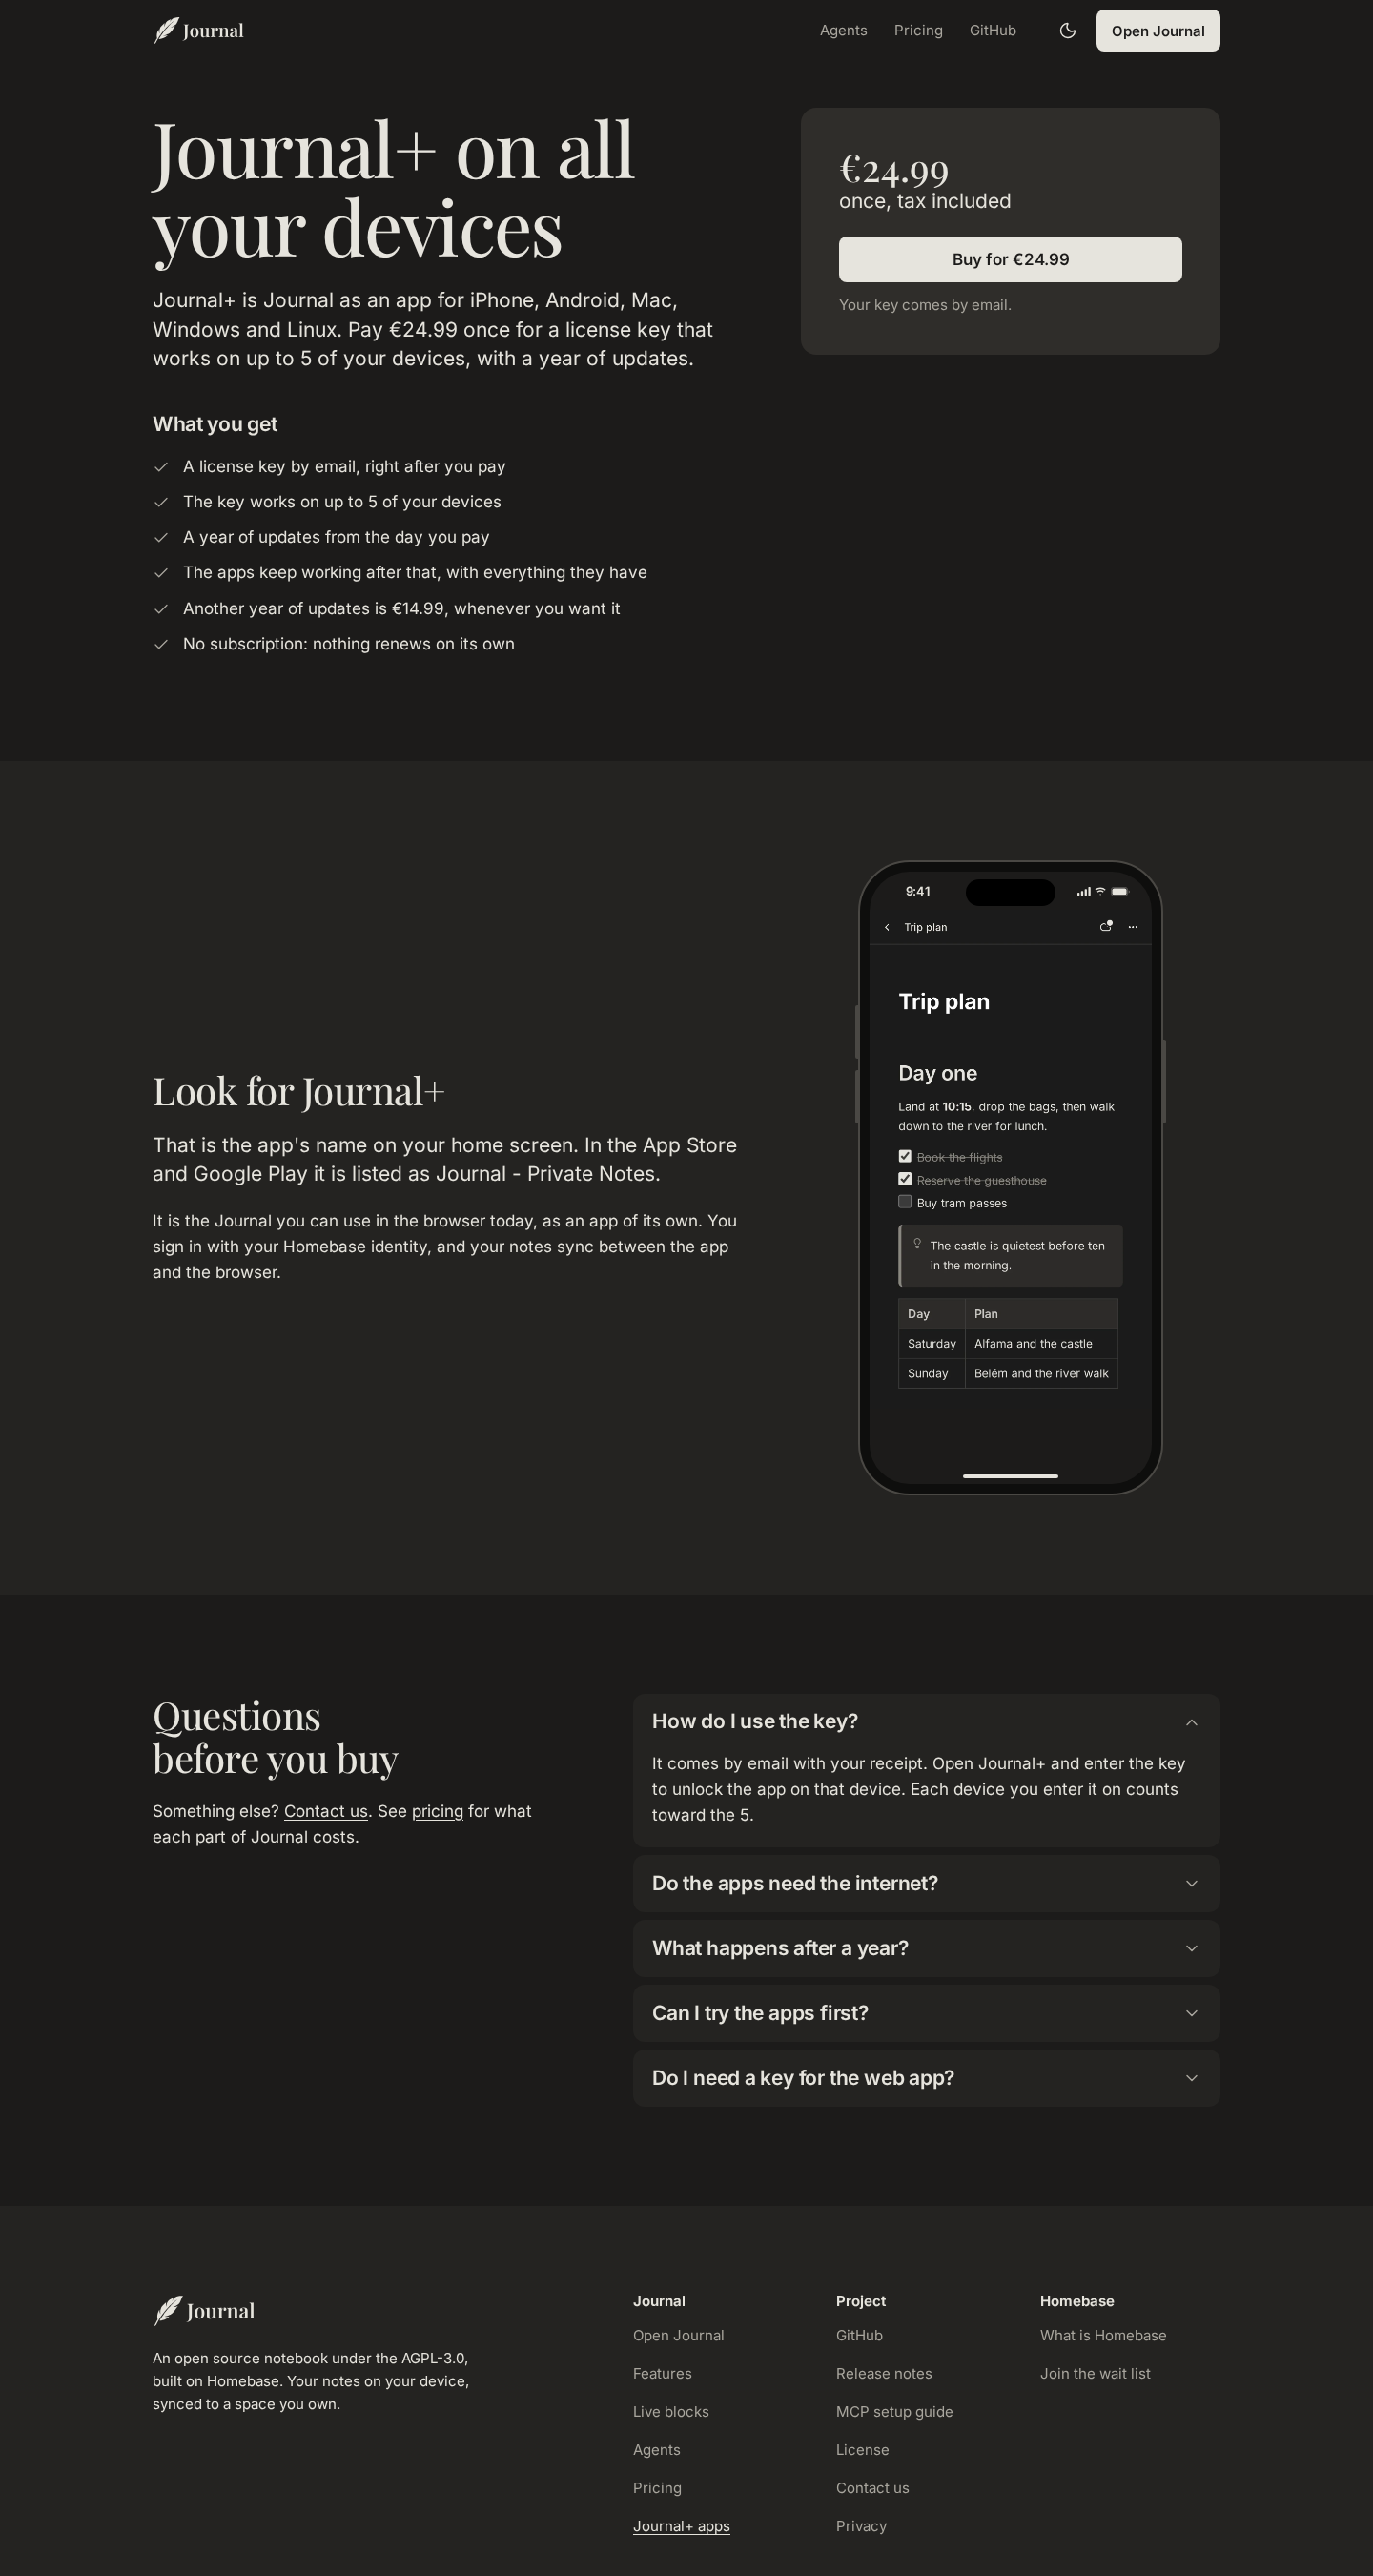 Journal
Agents
Pricing
GitHub
Open Journal
Journal+ on all
your devices
Journal+ is Journal as an app for iPhone, Android, Mac,
Windows and Linux. Pay €24.99 once for a license key that
works on up to 5 of your devices, with a year of updates.
€24.99
once, tax included
Buy for €24.99
Your key comes by email.
What you get
A license key by email, right after you pay
The key works on up to 5 of your devices
A year of updates from the day you pay
The apps keep working after that, with everything they have
Another year of updates is €14.99, whenever you want it
No subscription: nothing renews on its own
Look for Journal+
That is the app's name on your home screen. In the App Store
and Google Play it is listed as Journal - Private Notes.
It is the Journal you can use in the browser today, as an app of its own. You
sign in with your Homebase identity, and your notes sync between the app
and the browser.
9:41
Trip plan
Trip plan
Day one
Land at 10:15, drop the bags, then walk
down to the river for lunch.
Book the flights
Reserve the guesthouse
Buy tram passes
The castle is quietest before ten
in the morning.
Day Plan
Saturday Alfama and the castle
Sunday Belém and the river walk
Questions
before you buy
Something else? Contact us. See pricing for what
each part of Journal costs.
How do I use the key?
It comes by email with your receipt. Open Journal+ and enter the key
to unlock the app on that device. Each device you enter it on counts
toward the 5.
Do the apps need the internet?
What happens after a year?
Can I try the apps first?
Do I need a key for the web app?
Journal
An open source notebook under the AGPL-3.0,
built on Homebase. Your notes on your device,
synced to a space you own.
Journal
Open Journal
Features
Live blocks
Agents
Pricing
Journal+ apps
Project
GitHub
Release notes
MCP setup guide
License
Contact us
Privacy
Homebase
What is Homebase
Join the wait list